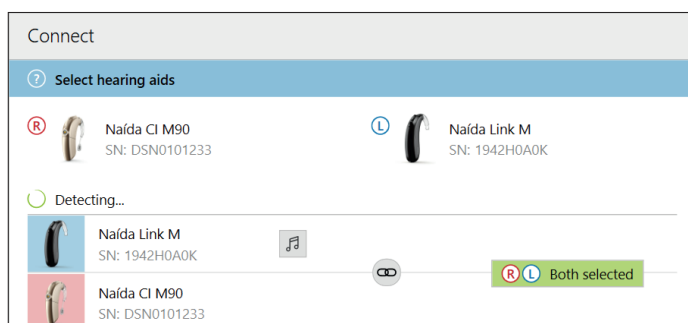 Connect
? Select hearing aids
R Naída CI M90 L Naída Link M
SN: DSN0101233 SN: 1942H0A0K
Detecting...
Naída Link M
SN: 1942H0A0K
R L Both selected
Naída CI M90
SN: DSN0101233